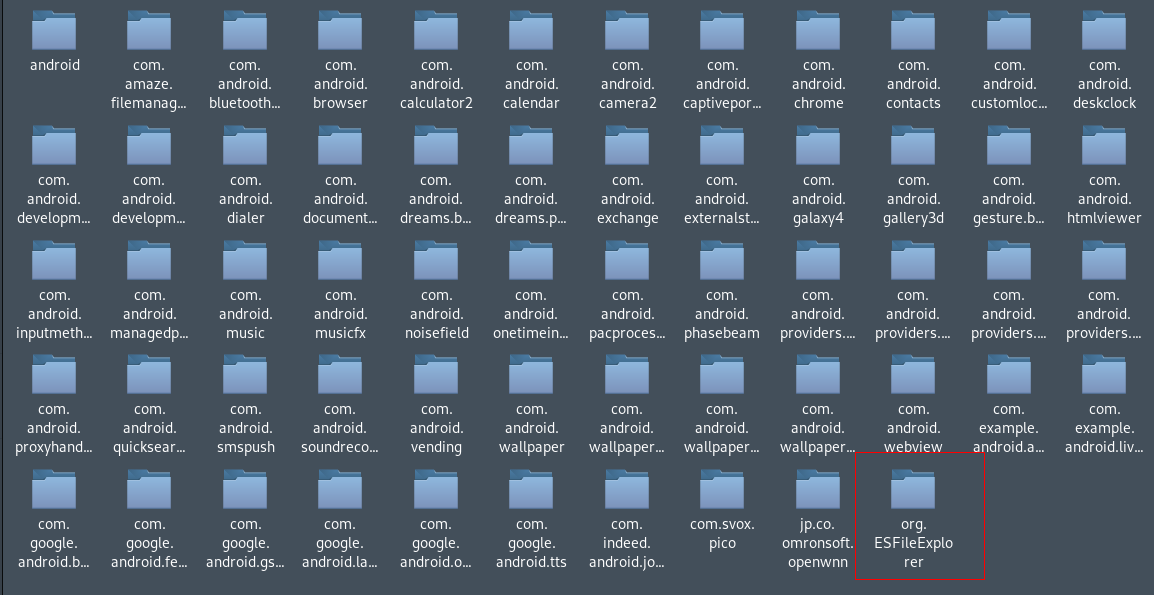 android
com.
amaze.
filemanag...
com.
android.
bluetooth...
com.
android.
browser
com.
android.
calculator2
com.
android.
calendar
com.
android.
camera2
com.
android.
captivepor...
com.
android.
chrome
com.
android.
contacts
com.
android.
customloc...
com.
android.
deskclock
com.
android.
developm...
com.
android.
developm...
com.
android.
dialer
com.
android.
document...
com.
android.
dreams.b...
com.
android.
dreams.p...
com.
android.
exchange
com.
android.
externalst...
com.
android.
galaxy4
com.
android.
gallery3d
com.
android.
gesture.b...
com.
android.
htmlviewer
com.
android.
inputmeth...
com.
android.
managedp...
com.
android.
music
com.
android.
musicfx
com.
android.
noisefield
com.
android.
onetimein...
com.
android.
pacproces...
com.
android.
phasebeam
com.
android.
providers....
com.
android.
providers....
com.
android.
providers....
com.
android.
providers....
com.
android.
proxyhand...
com.
android.
quicksear...
com.
android.
smspush
com.
android.
soundreco...
com.
android.
vending
com.
android.
wallpaper
com.
android.
wallpaper...
com.
android.
wallpaper...
com.
android.
wallpaper...
com.
android.
webview
com.
example.
android.a...
com.
example.
android.liv...
com.
google.
android.b...
com.
google.
android.fe...
com.
google.
android.gs...
com.
google.
android.la...
com.
google.
android.o...
com.
google.
android.tts
com.
indeed.
android.jo...
com.svox.
pico
jp.co.
omronsoft.
openwnn
org.
ESFileExplo
rer